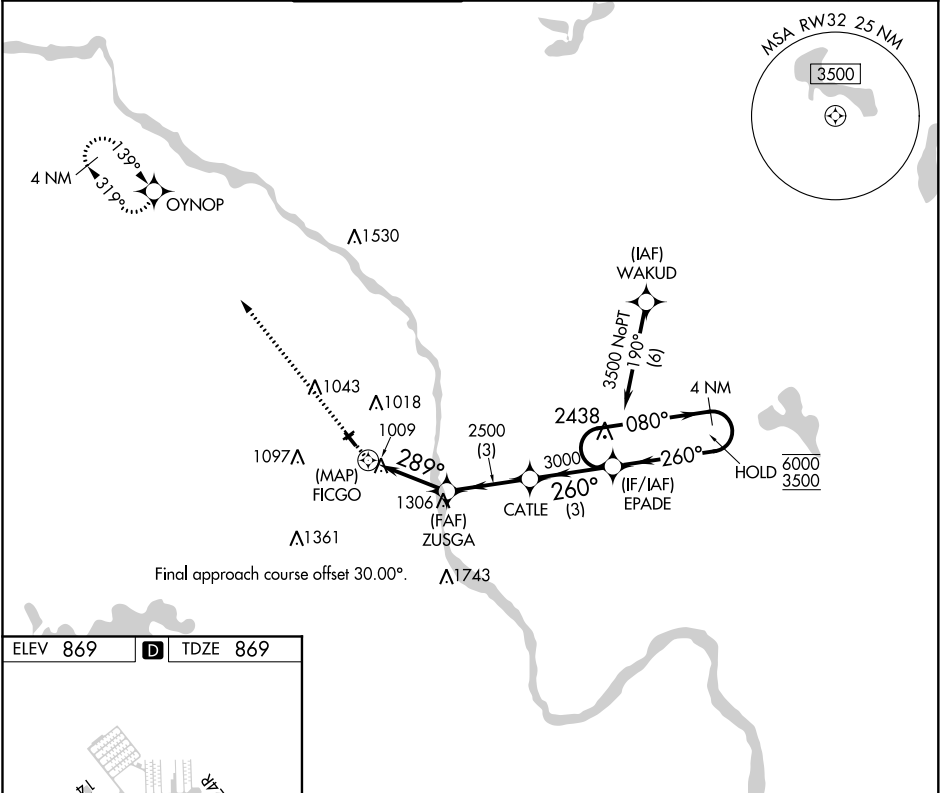 MSA RW32 25 NM
3500
139°
4 NM
319°
OYNOP
1530
(IAF)
WAKUD
3500 NoPT
190°
(6)
4 NM
1043
1018
2438
080°
1009
2500
(3)
1097
289°
3000
260°
HOLD
6000
3500
(MAP)
FICGO
1306
CATLE
260°
(3)
(IF/IAF)
EPADE
(FAF)
ZUSGA
1361
Final approach course offset 30.00°.
1743
ELEV 869
D
TDZE 869
14